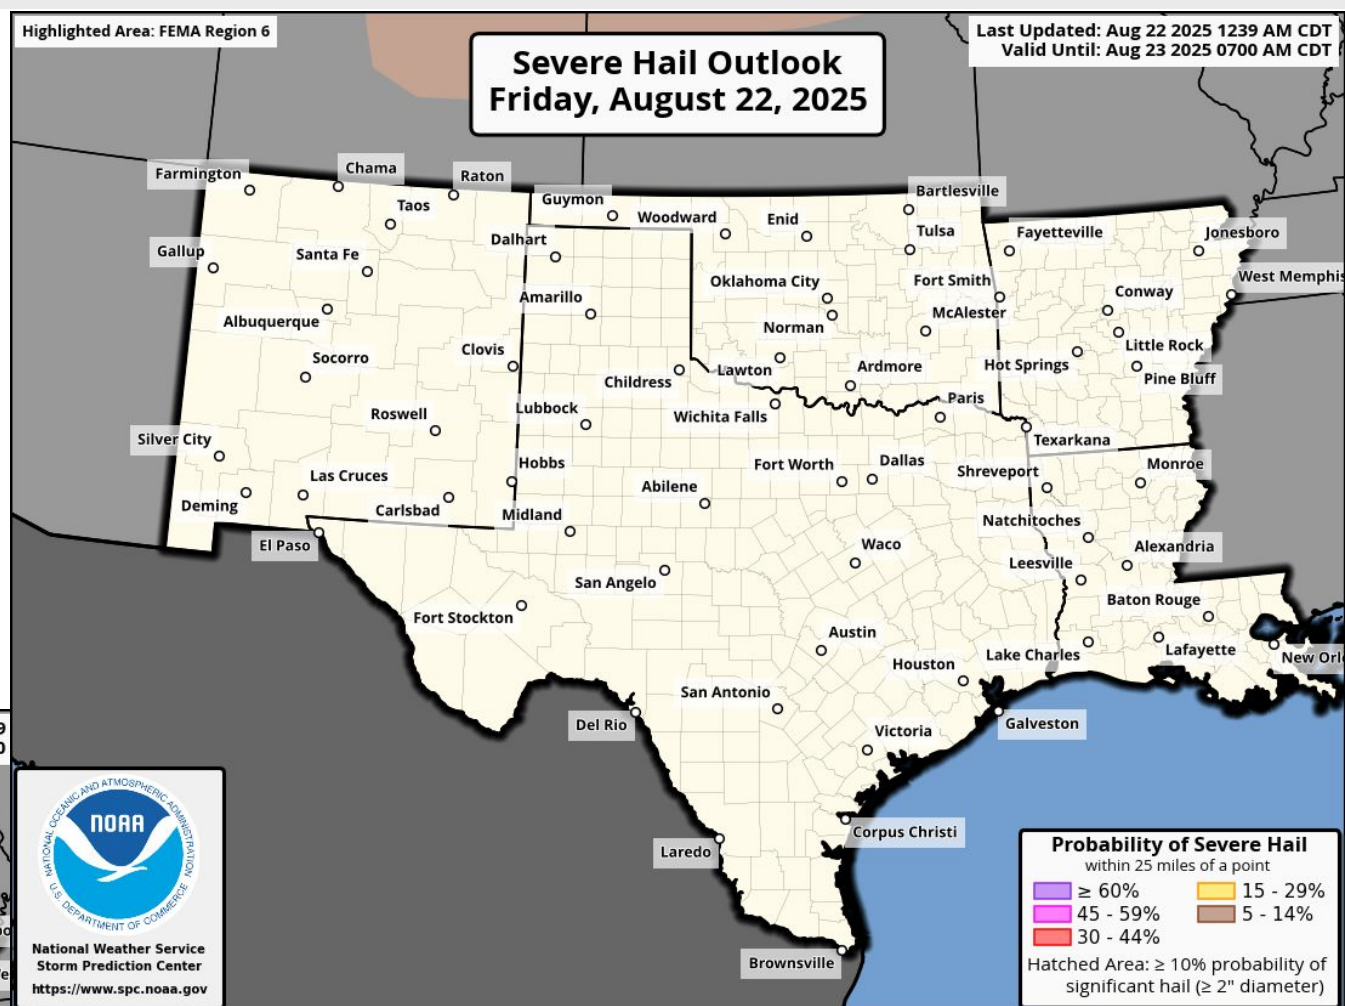 Highlighted Area: FEMA Region 6
Severe Hail Outlook
Friday, August 22, 2025
Last Updated: Aug 22 2025 1239 AM CDT
Valid Until: Aug 23 2025 0700 AM CDT
Farmington
Chama
Raton
Taos
Guymon
Woodward
Enid
Bartlesville
Tulsa
Fayetteville
Jonesboro
Gallup
Santa Fe
Dalhart
Oklahoma City
Fort Smith
West Memphis
Albuquerque
Amarillo
Norman
McAlester
Conway
Little Rock
Socorro
Clovis
Childress
Lawton
Ardmore
Hot Springs
Pine Bluff
Roswell
Lubbock
Wichita Falls
Paris
Texarkana
Silver City
Las Cruces
Hobbs
Abilene
Fort Worth
Dallas
Shreveport
Monroe
Deming
Carlsbad
Midland
Natchitoches
El Paso
San Angelo
Waco
Leesville
Alexandria
Fort Stockton
Austin
Baton Rouge
Houston
Lake Charles
Lafayette
New Orl
Del Rio
San Antonio
Galveston
Victoria
Laredo
Corpus Christi
Brownsville
9
0
NATIONAL OCEANIC AND ATMOSPHERIC ADMINISTRATION
NOAA
U.S. DEPARTMENT OF COMMERCE
National Weather Service
Storm Prediction Center
https://www.spc.noaa.gov
Probability of Severe Hail
within 25 miles of a point
≥ 60%
15 - 29%
45 - 59%
5 - 14%
30 - 44%
Hatched Area: ≥ 10% probability of
significant hail (≥ 2" diameter)